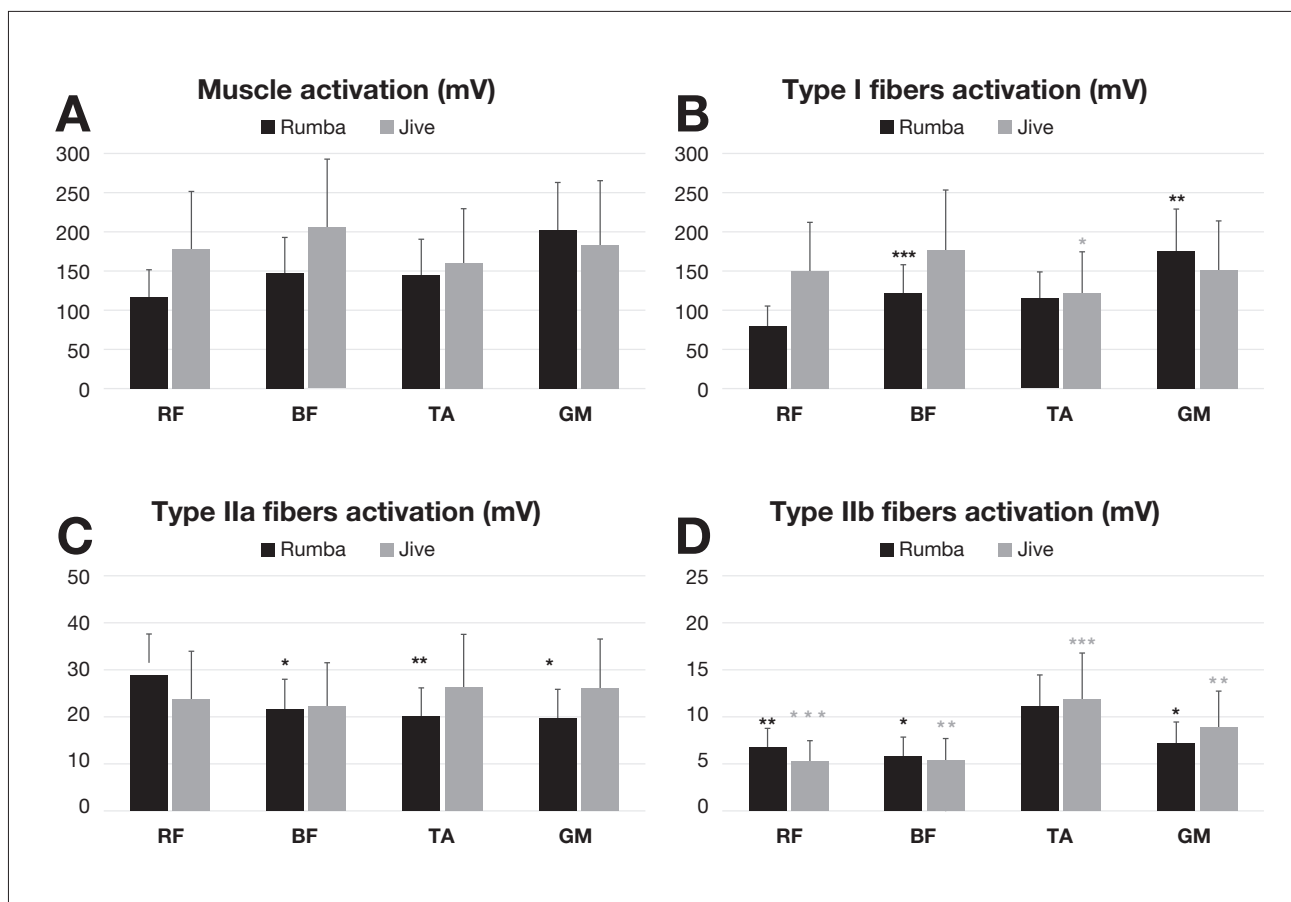 A
Muscle activation (mV)
Rumba Jive
300
250
200
150
100
50
0
RF BF TA GM
B
Type I fibers activation (mV)
Rumba Jive
300
250
200
150
100
50
0
***
*
**
RF BF TA GM
C
Type IIa fibers activation (mV)
Rumba Jive
50
40
30
20
10
0
* ** *
RF BF TA GM
D
Type IIb fibers activation (mV)
Rumba Jive
25
20
15
10
5
0
** *** * ** *** * **
RF BF TA GM